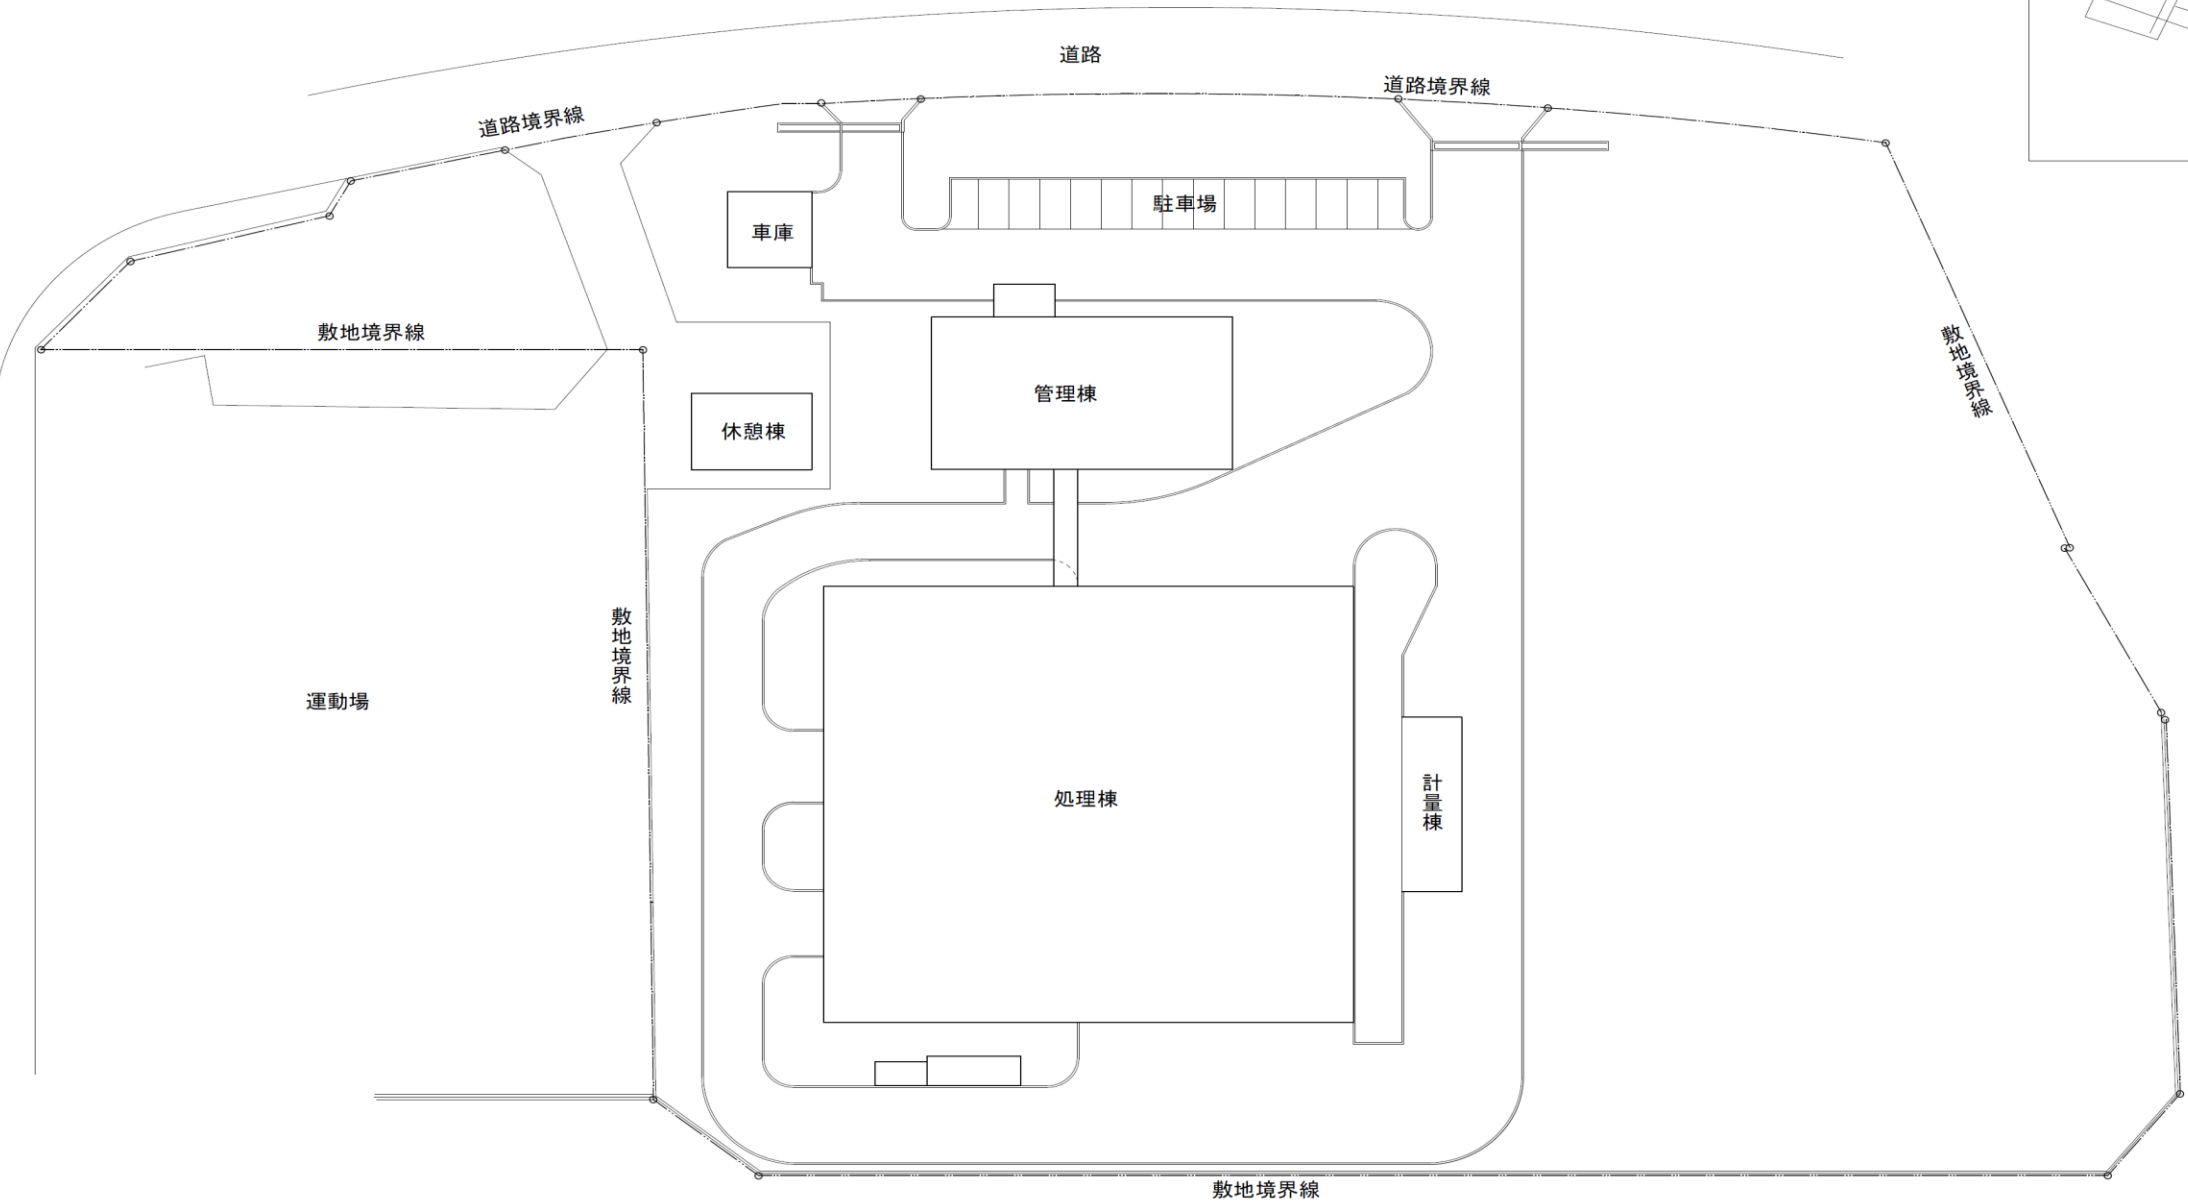 道路
道路境界線
道路境界線
駐車場
車庫
敷地境界線
敷地境界線
管理棟
休憩棟
敷地境界線
運動場
処理棟
計量棟
敷地境界線